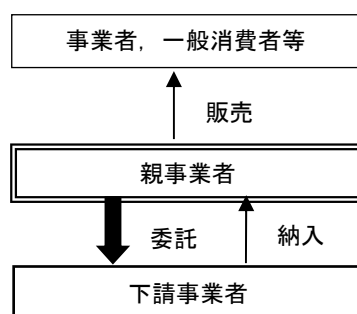 事業者，一般消費者等
販売
親事業者
委託
納入
下請事業者